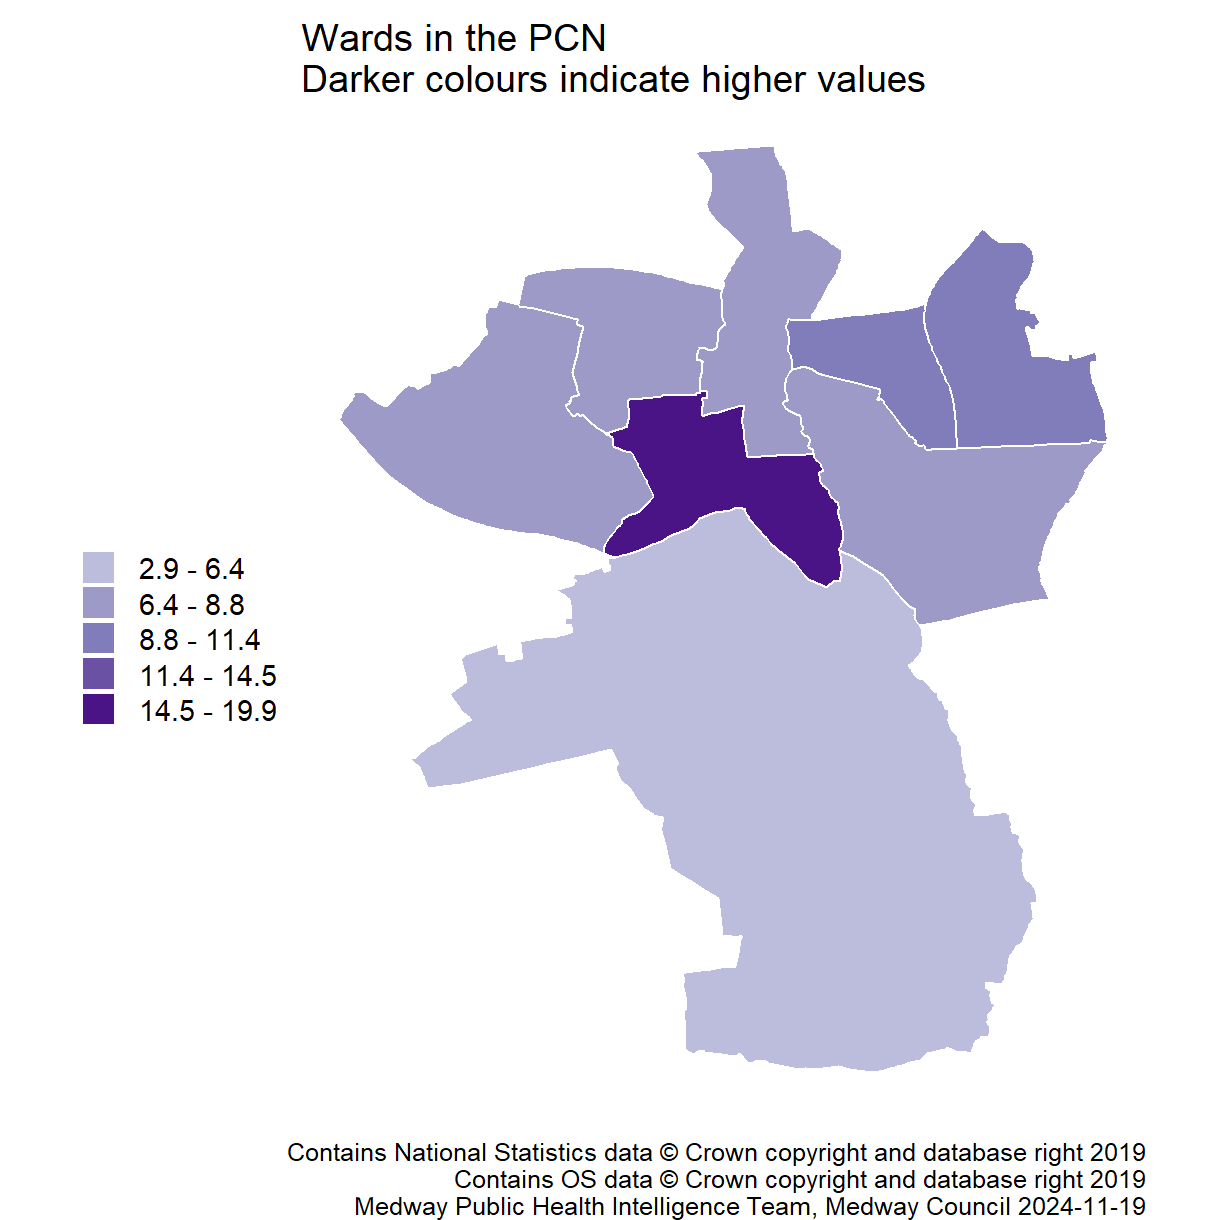 Wards in the PCN
Darker colours indicate higher values
2.9 - 6.4
6.4 - 8.8
8.8 - 11.4
11.4 - 14.5
14.5 - 19.9
Contains National Statistics data © Crown copyright and database right 2019
Contains OS data © Crown copyright and database right 2019
Medway Public Health Intelligence Team, Medway Council 2024-11-19